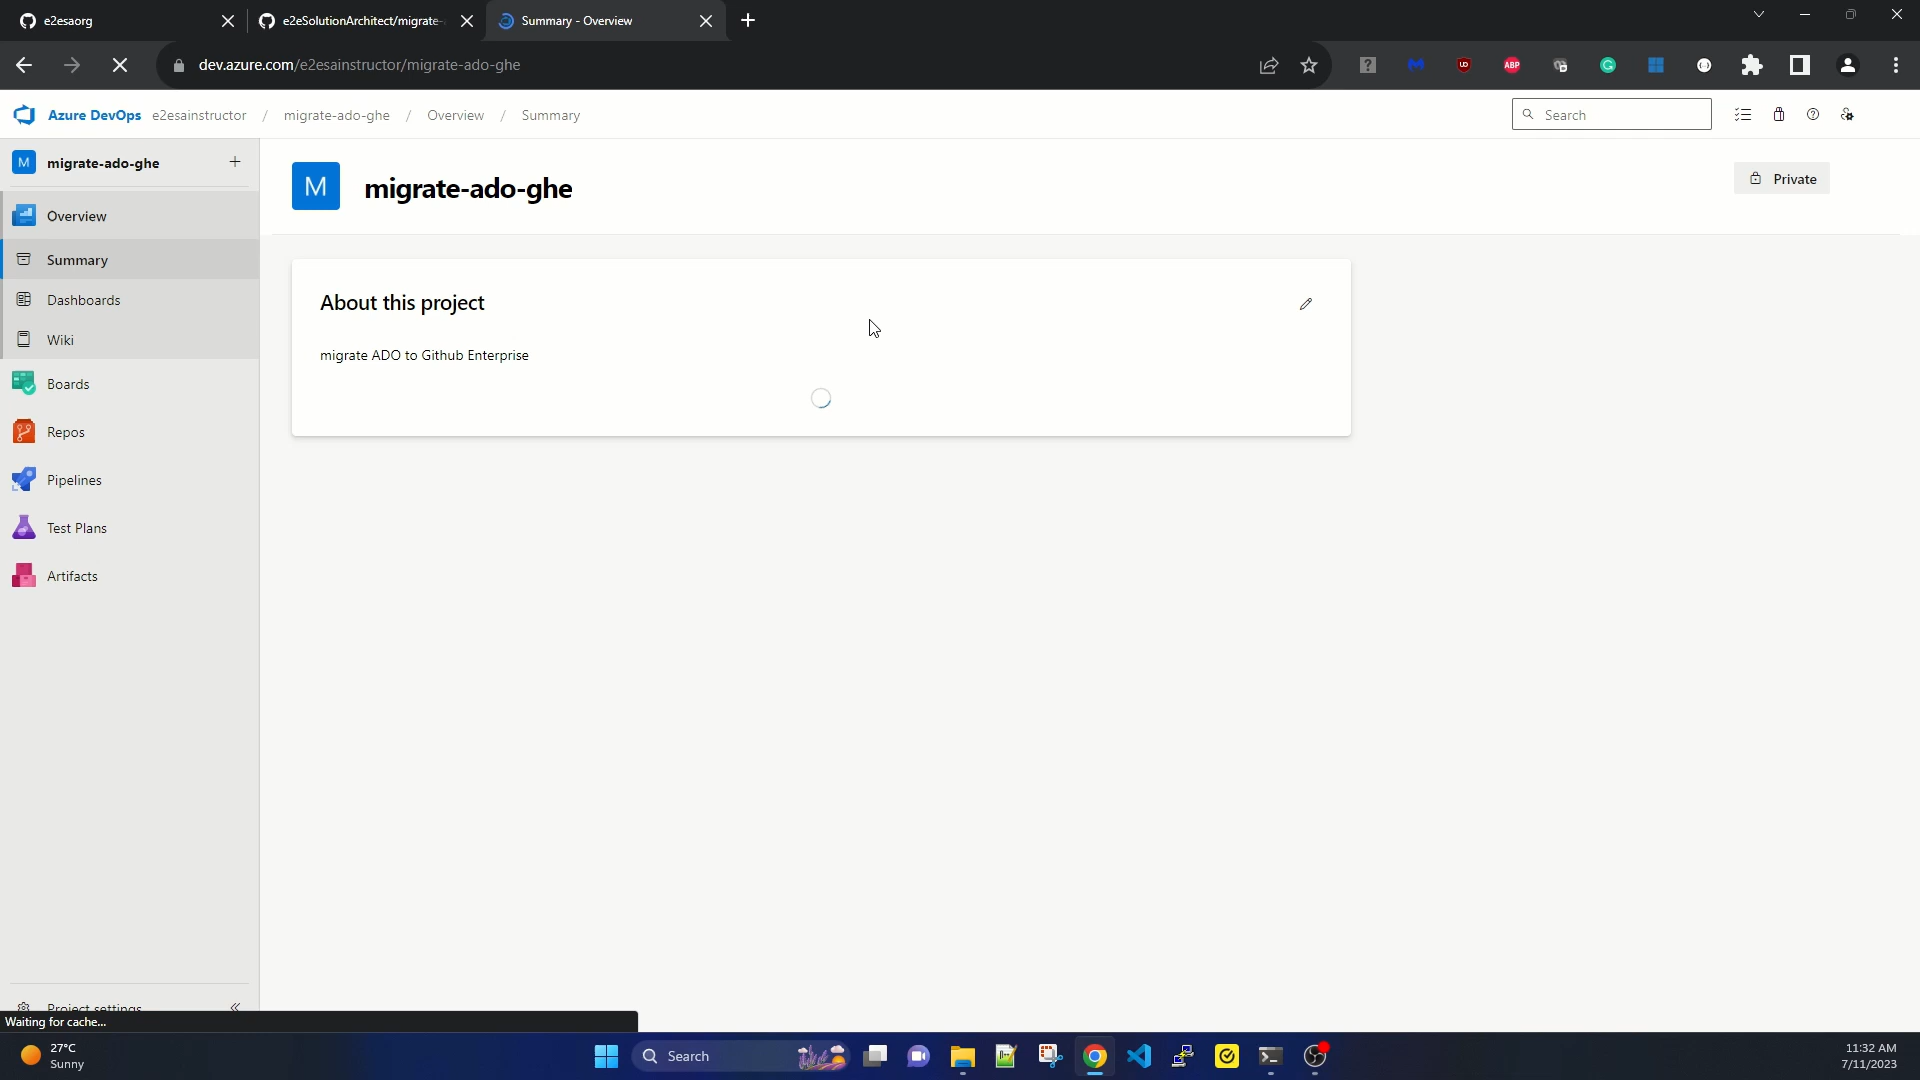 e2esaorg
e2eSolutionArchitect/migrate-
Summary - Overview
dev.azure.com/e2esainstructor/migrate-ado-ghe
ABP
Azure DevOps e2esainstructor / migrate-ado-ghe / Overview / Summary
Search
M migrate-ado-ghe
M migrate-ado-ghe
Private
Overview
Summary
Dashboards
Wiki
Boards
Repos
Pipelines
Test Plans
Artifacts
About this project
migrate ADO to Github Enterprise
Project settings
Waiting for cache...
27°C
Sunny
Search
11:32 AM
7/11/2023